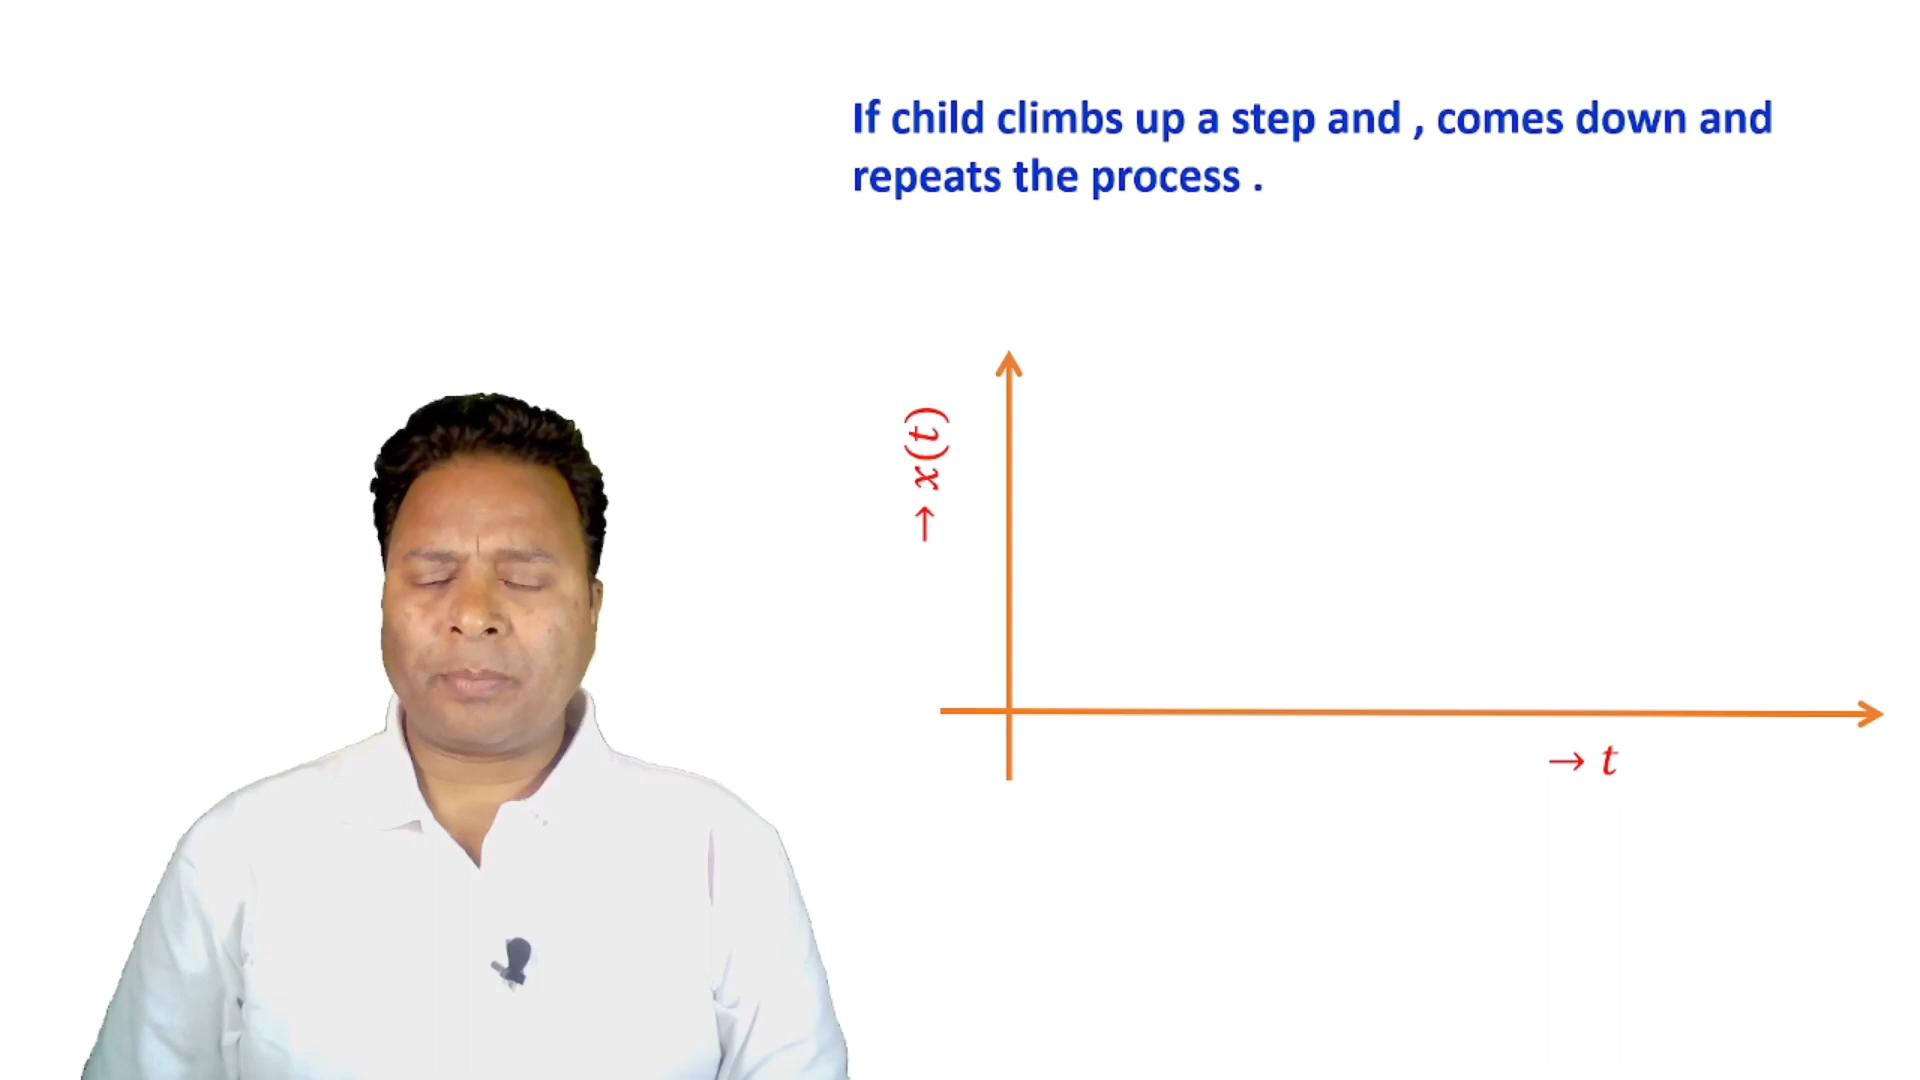 If child climbs up a step and , comes down and
repeats the process .
→ x(t)
→ t